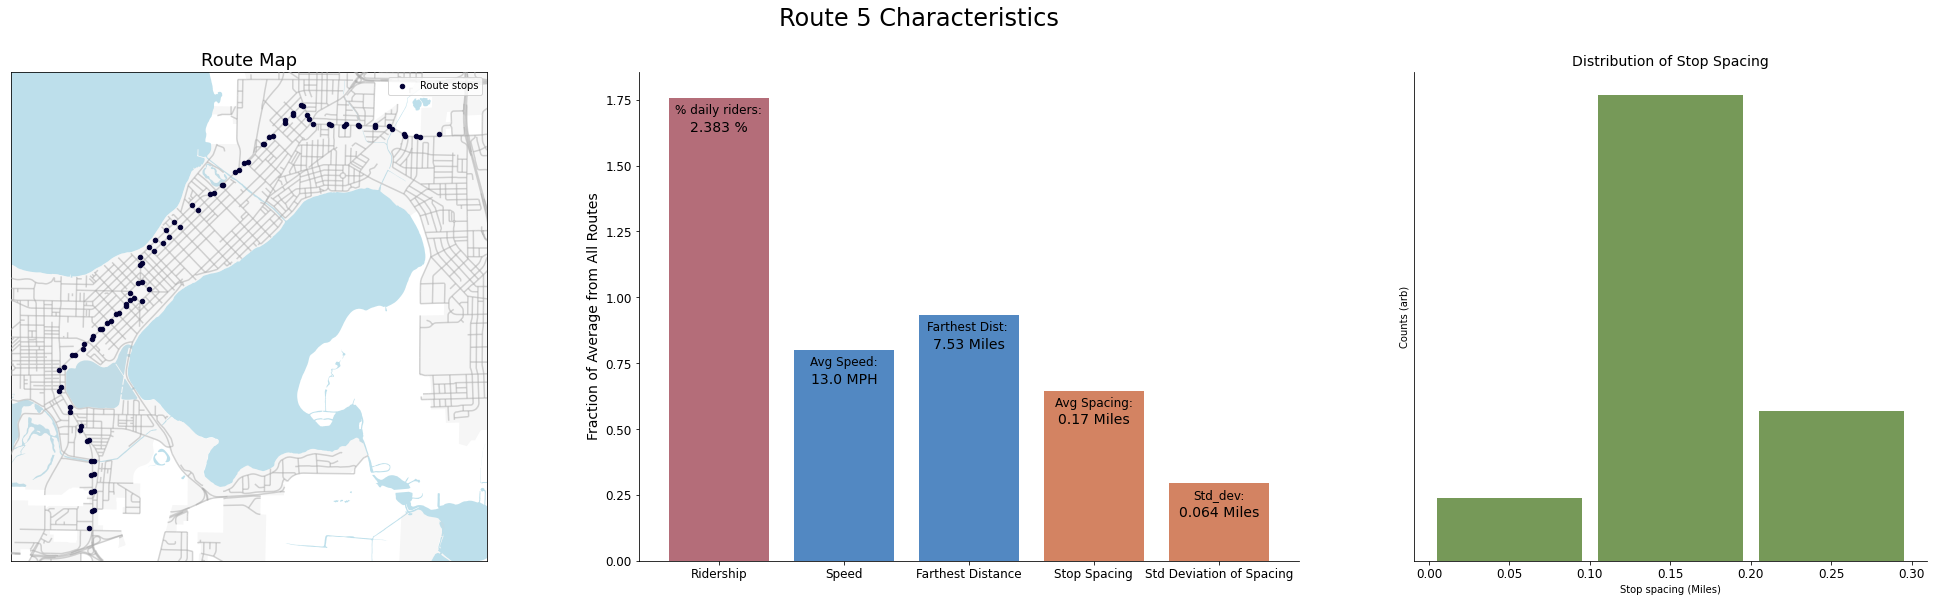 Route 5 Characteristics
Route Map
Route stops
Fraction of Average from All Routes
1.75
1.50
1.25
1.00
0.75
0.50
0.25
0.00
% daily riders:
2.383 %
Avg Speed:
13.0 MPH
Farthest Dist:
7.53 Miles
Avg Spacing:
0.17 Miles
Std_dev:
0.064 Miles
Ridership
Speed
Farthest Distance
Stop Spacing
Std Deviation of Spacing
Distribution of Stop Spacing
Counts (arb)
0.00
0.05
0.10
0.15
0.20
0.25
0.30
Stop spacing (Miles)